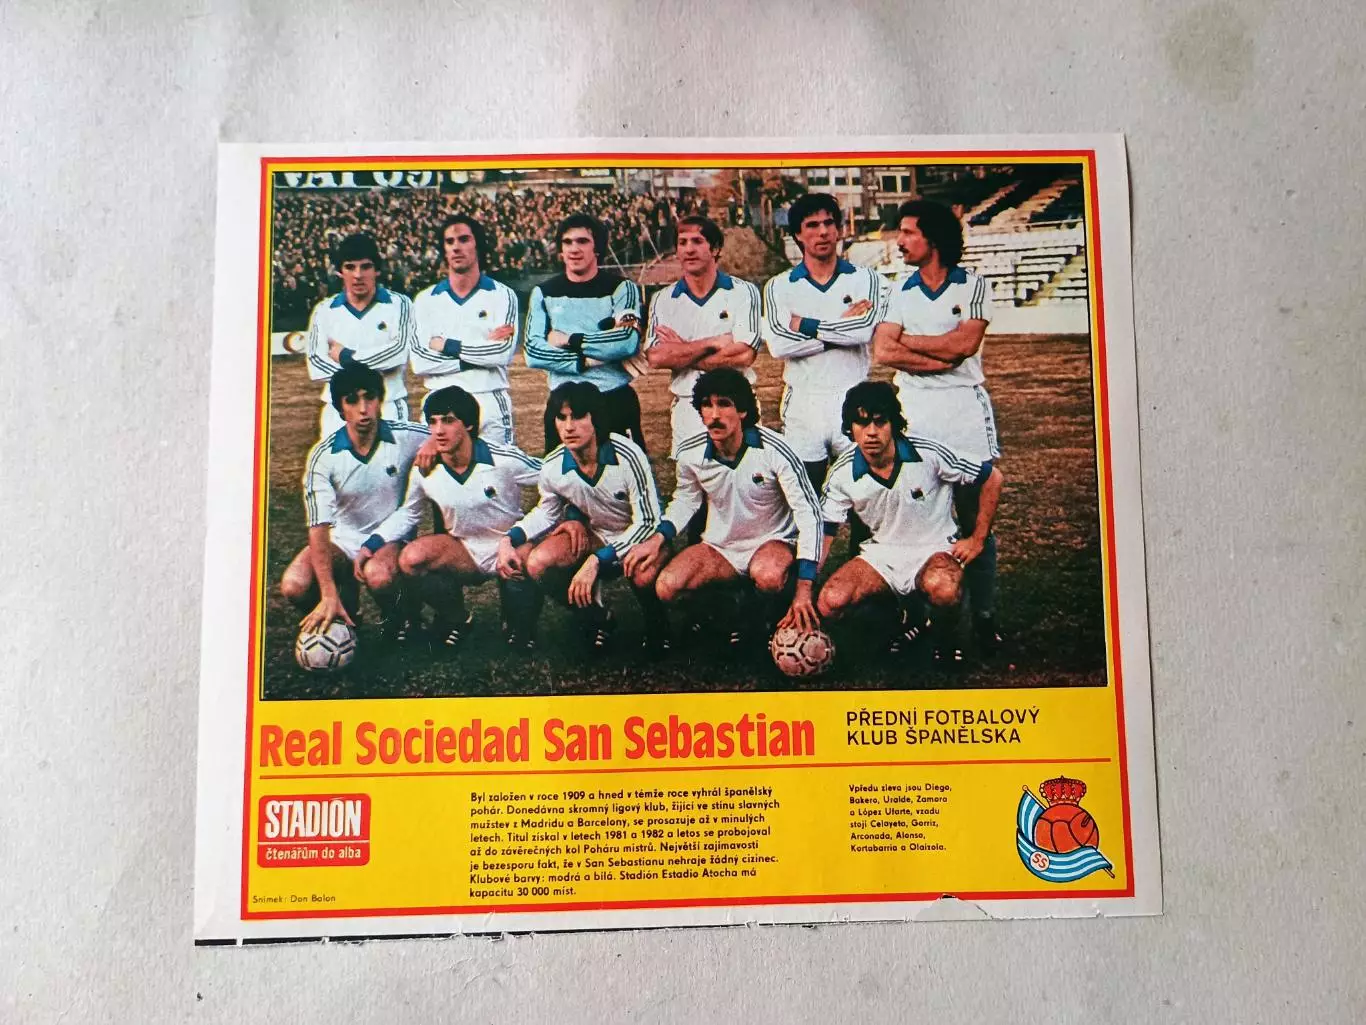 Real Sociedad San Sebastian
PŘEDNÍ FOTBALOVÝ
KLUB ŠPANĚLSKA
STADIÓN
čtenářům do alba
Snímek: Don Balon
Byl založen v roce 1909 a hned v témže roce vyhrál španělský
pohár. Donedávna skromný ligový klub, žijící ve stínu slavných
mužstev z Madridu a Barcelony, se prosazuje až v minulých
letech. Titul získal v letech 1981 a 1982 a letos se probojoval
až do závěrečných kol Poháru mistrů. Největší zajímavostí
je bezesporu fakt, že v San Sebastianu nehraje žádný cizinec.
Klubové barvy: modrá a bílá. Stadión Estadio Atocha má
kapacitu 30 000 míst.
Vpředu zleva jsou Diego,
Bakero, Uralde, Zamora
a López Ufarte, vzadu
stojí Celayeta, Gorriz,
Arconada, Alonso,
Kortabarria a Olaizola.
SS